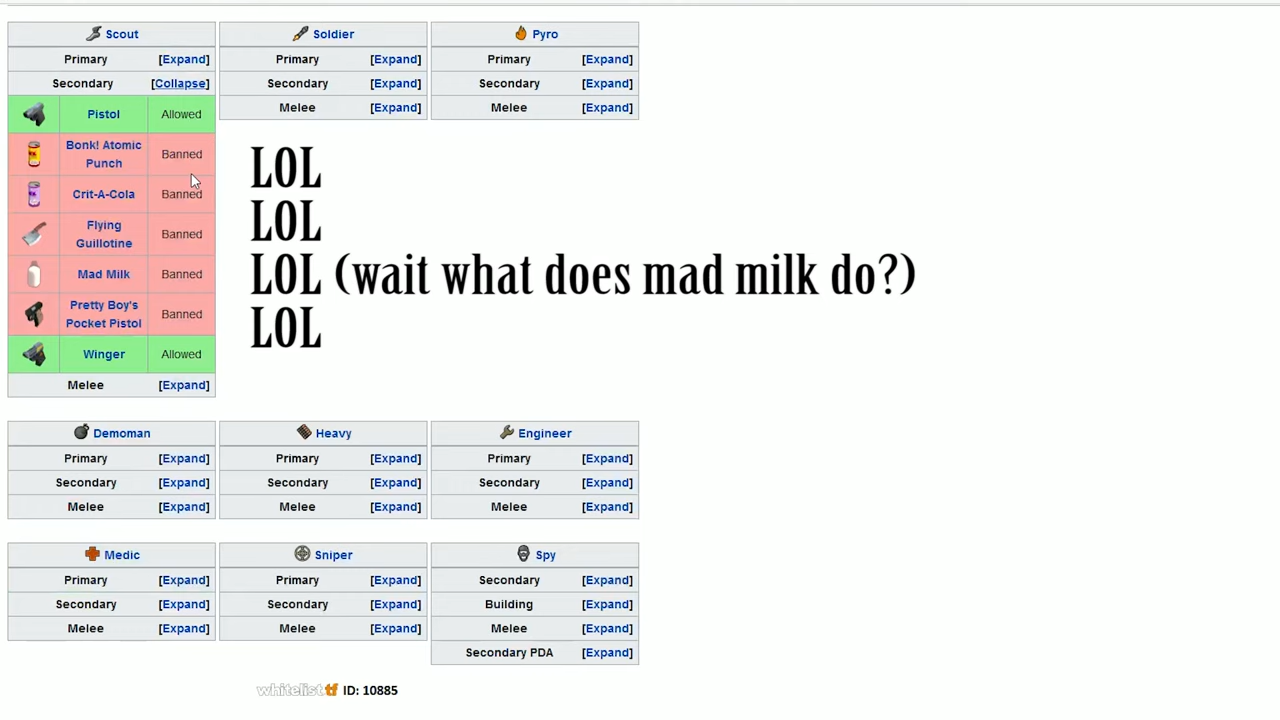 Scout
Primary [Expand]
Secondary [Collapse]
Pistol Allowed
Bonk! Atomic
Punch
Banned
Crit-A-Cola Banned
Flying
Guillotine
Banned
Mad Milk Banned
Pretty Boy's
Pocket Pistol
Banned
Winger Allowed
Melee [Expand]
Soldier
Primary [Expand]
Secondary [Expand]
Melee [Expand]
Pyro
Primary [Expand]
Secondary [Expand]
Melee [Expand]
LOL
LOL
LOL (wait what does mad milk do?)
LOL
Demoman
Primary [Expand]
Secondary [Expand]
Melee [Expand]
Heavy
Primary [Expand]
Secondary [Expand]
Melee [Expand]
Engineer
Primary [Expand]
Secondary [Expand]
Melee [Expand]
Medic
Primary [Expand]
Secondary [Expand]
Melee [Expand]
Sniper
Primary [Expand]
Secondary [Expand]
Melee [Expand]
Spy
Secondary [Expand]
Building [Expand]
Melee [Expand]
Secondary PDA [Expand]
whitelist tf ID: 10885